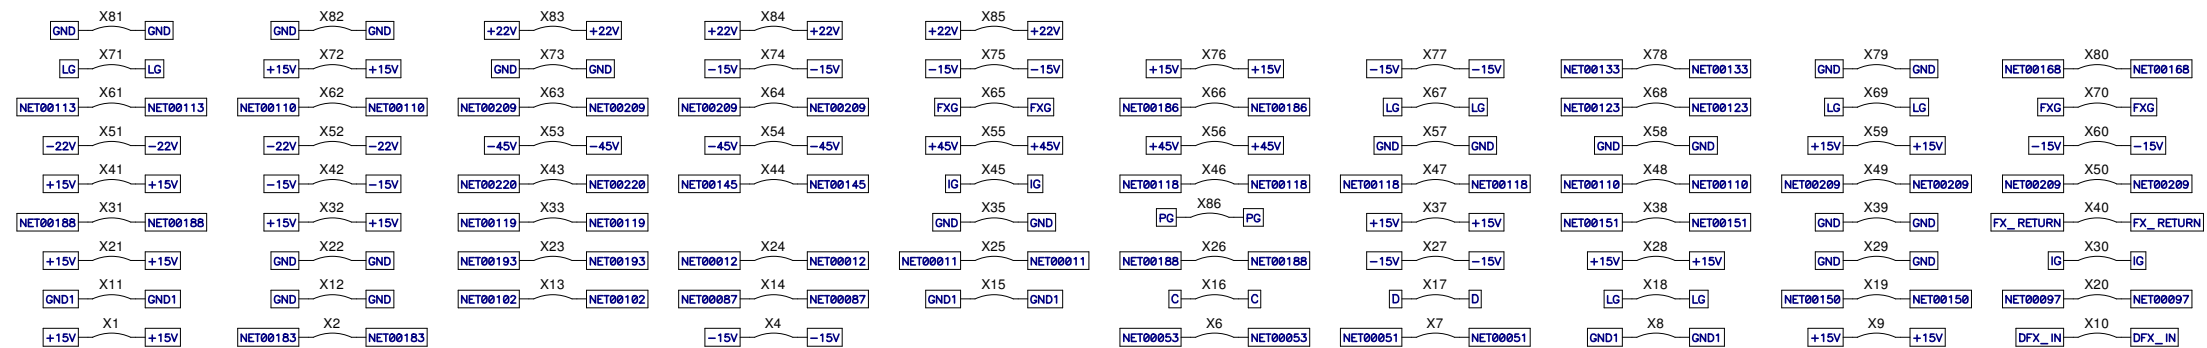 X81 X82 X83 X84 X85
GND GND GND GND +22V +22V +22V +22V +22V +22V
X71 X72 X73 X74 X75 X76 X77 X78 X79 X80
LG LG +15V +15V GND GND -15V -15V -15V -15V +15V +15V -15V -15V NET00133 NET00133 GND GND NET00168 NET00168
X61 X62 X63 X64 X65 X66 X67 X68 X69 X70
NET00113 NET00113 NET00110 NET00110 NET00209 NET00209 NET00209 NET00209 FXG FXG NET00186 NET00186 LG LG NET00123 NET00123 LG LG FXG FXG
X51 X52 X53 X54 X55 X56 X57 X58 X59 X60
-22V -22V -22V -22V -45V -45V -45V -45V +45V +45V +45V +45V GND GND GND GND +15V +15V -15V -15V
X41 X42 X43 X44 X45 X46 X47 X48 X49 X50
+15V +15V -15V -15V NET00220 NET00220 NET00145 NET00145 IG IG NET00118 NET00118 NET00118 NET00118 NET00110 NET00110 NET00209 NET00209 NET00209 NET00209
X31 X32 X33 X35 X86 X37 X38 X39 X40
NET00188 NET00188 +15V +15V NET00119 NET00119 GND GND PG PG +15V +15V NET00151 NET00151 GND GND FX_RETURN FX_RETURN
X21 X22 X23 X24 X25 X26 X27 X28 X29 X30
+15V +15V GND GND NET00193 NET00193 NET00012 NET00012 NET00011 NET00011 NET00188 NET00188 -15V -15V +15V +15V GND GND IG IG
X11 X12 X13 X14 X15 X16 X17 X18 X19 X20
GND1 GND1 GND GND NET00102 NET00102 NET00087 NET00087 GND1 GND1 C C D D LG LG NET00150 NET00150 NET00097 NET00097
X1 X2 X4 X6 X7 X8 X9 X10
+15V +15V NET00183 NET00183 -15V -15V NET00053 NET00053 NET00051 NET00051 GND1 GND1 +15V +15V DFX_IN DFX_IN